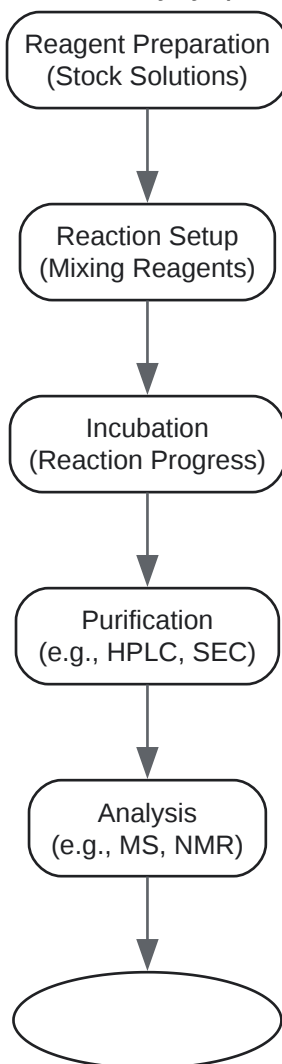 Reagent Preparation
(Stock Solutions)
Reaction Setup
(Mixing Reagents)
Incubation
(Reaction Progress)
Purification
(e.g., HPLC, SEC)
Analysis
(e.g., MS, NMR)